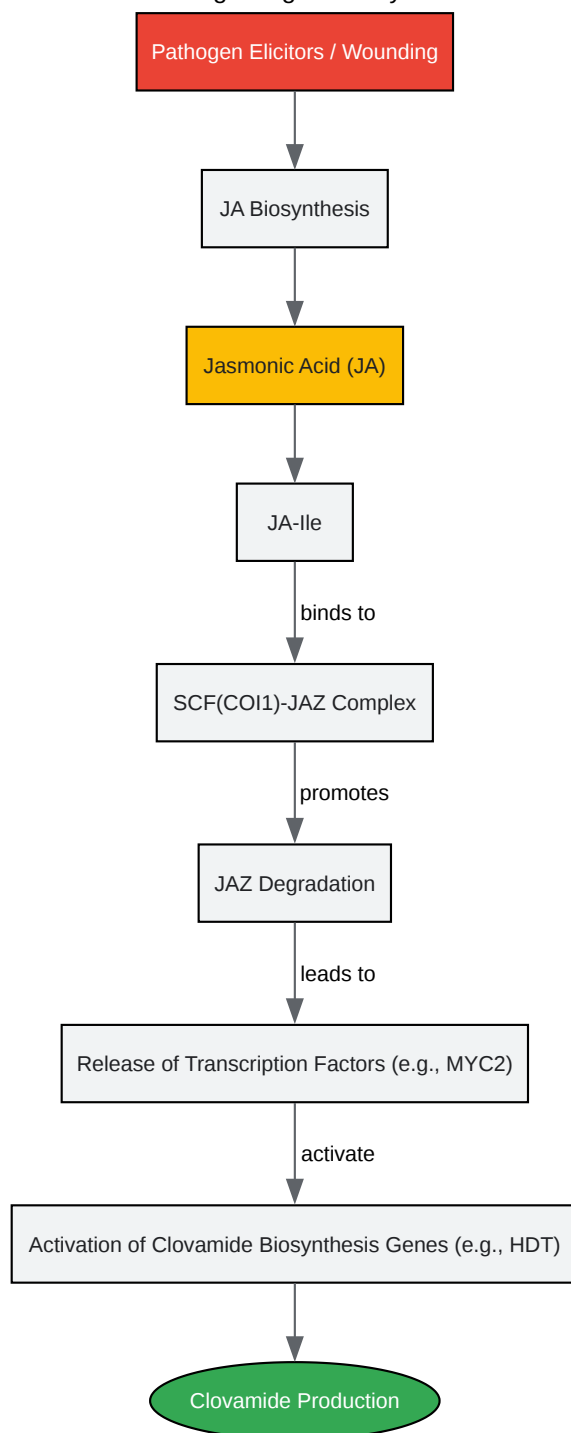 Pathogen Elicitors / Wounding
JA Biosynthesis
Jasmonic Acid (JA)
JA-Ile
binds to
SCF(COI1)-JAZ Complex
promotes
JAZ Degradation
leads to
Release of Transcription Factors (e.g., MYC2)
activate
Activation of Clovamide Biosynthesis Genes (e.g., HDT)
Clovamide Production